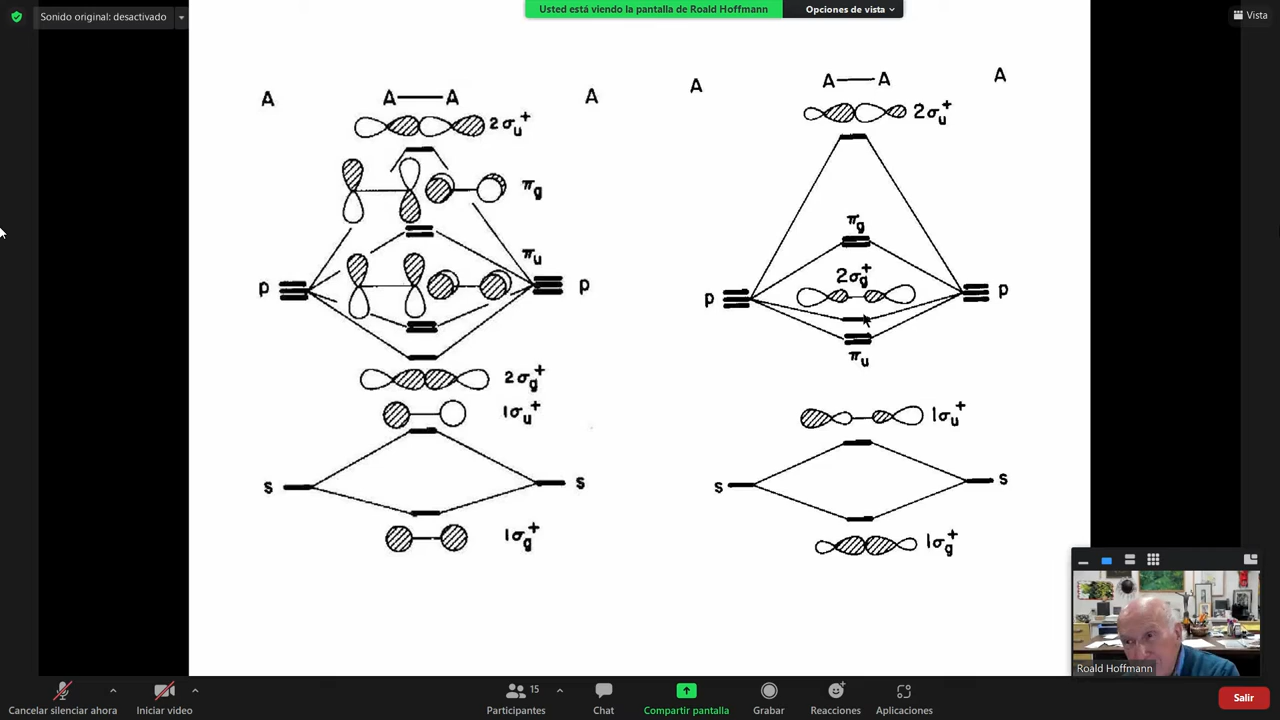 Sonido original: desactivado
Usted está viendo la pantalla de Roald Hoffmann
Opciones de vista
Vista
A A—A A
2σu+
πg
πu
p p
2σg+
1σu+
s s
1σg+
A A—A A
2σu+
πg
2σg+
p p
πu
1σu+
s s
1σg+
Roald Hoffmann
Cancelar silenciar ahora
Iniciar video
15
Participantes
Chat
Compartir pantalla
Grabar
Reacciones
Aplicaciones
Salir